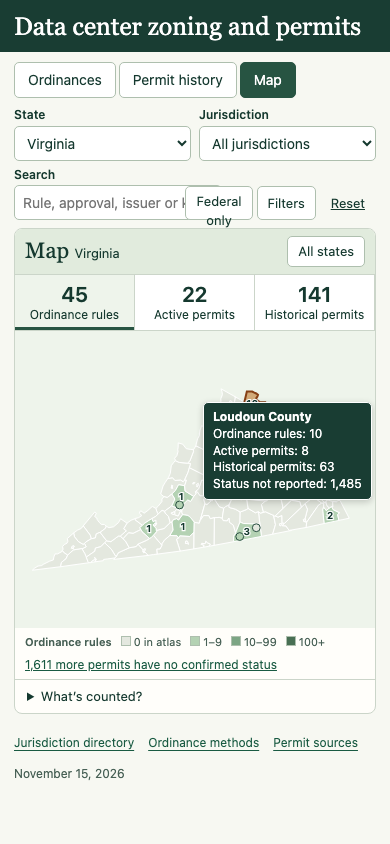 Data center zoning and permits
Ordinances
Permit history
Map
State
Jurisdiction
Virginia
All jurisdictions
Search
Rule, approval, issuer or
Federal only
Filters
Reset
Map Virginia
All states
45
Ordinance rules
22
Active permits
141
Historical permits
Loudoun County
Ordinance rules: 10
Active permits: 8
Historical permits: 63
Status not reported: 1,485
1
1
1
3
2
Ordinance rules
0 in atlas
1–9
10–99
100+
1,611 more permits have no confirmed status
What's counted?
Jurisdiction directory
Ordinance methods
Permit sources
November 15, 2026